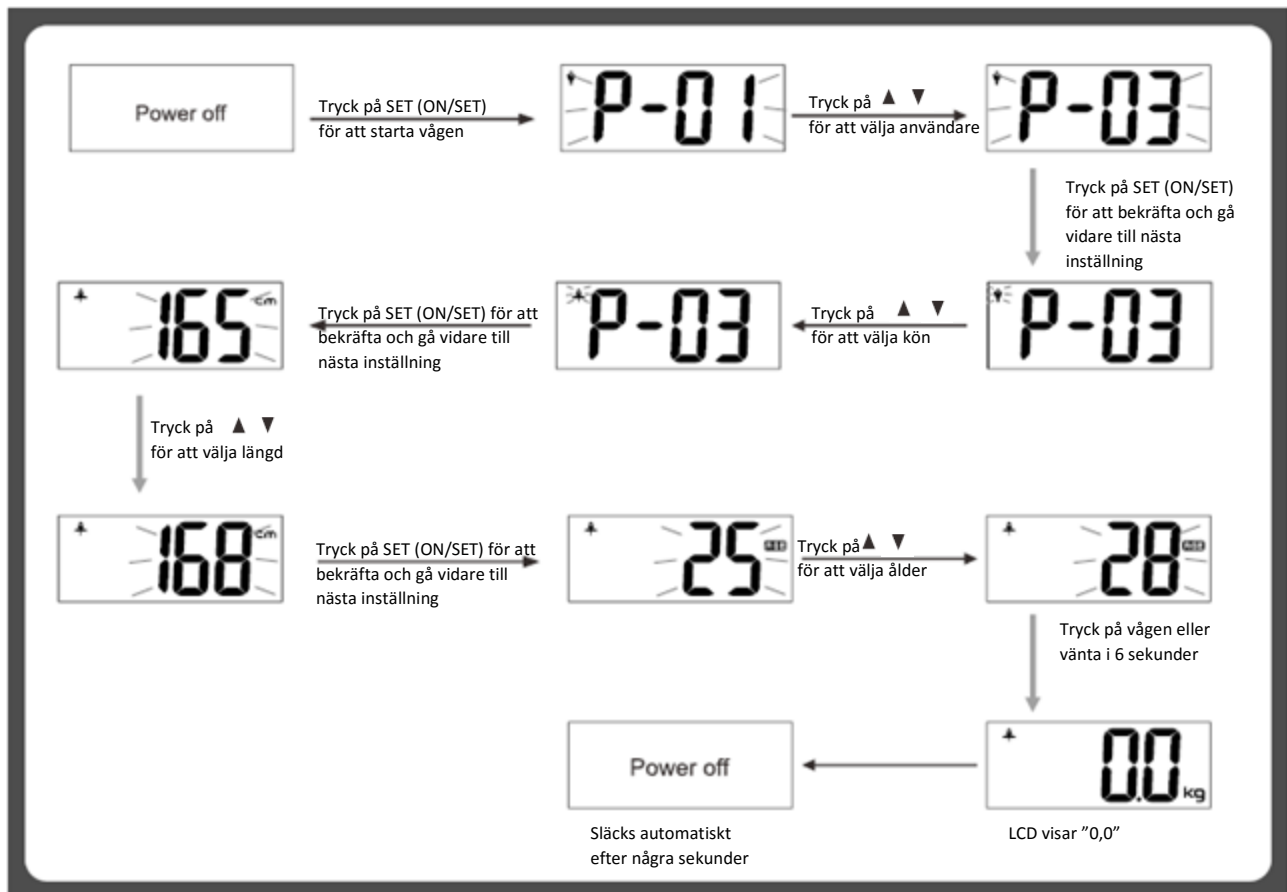 Power off
Tryck på SET (ON/SET)
för att starta vågen
P-01
Tryck på ▲ ▼
för att välja användare
P-03
Tryck på SET (ON/SET)
för att bekräfta och gå
vidare till nästa
inställning
P-03
Tryck på ▲ ▼
för att välja kön
P-03
Tryck på SET (ON/SET) för att
bekräfta och gå vidare till
nästa inställning
165 cm
Tryck på ▲ ▼
för att välja längd
168 cm
Tryck på SET (ON/SET) för att
bekräfta och gå vidare till
nästa inställning
25
Tryck på ▲ ▼
för att välja ålder
28
Tryck på vågen eller
vänta i 6 sekunder
0.0 kg
LCD visar ”0,0”
Power off
Släcks automatiskt
efter några sekunder